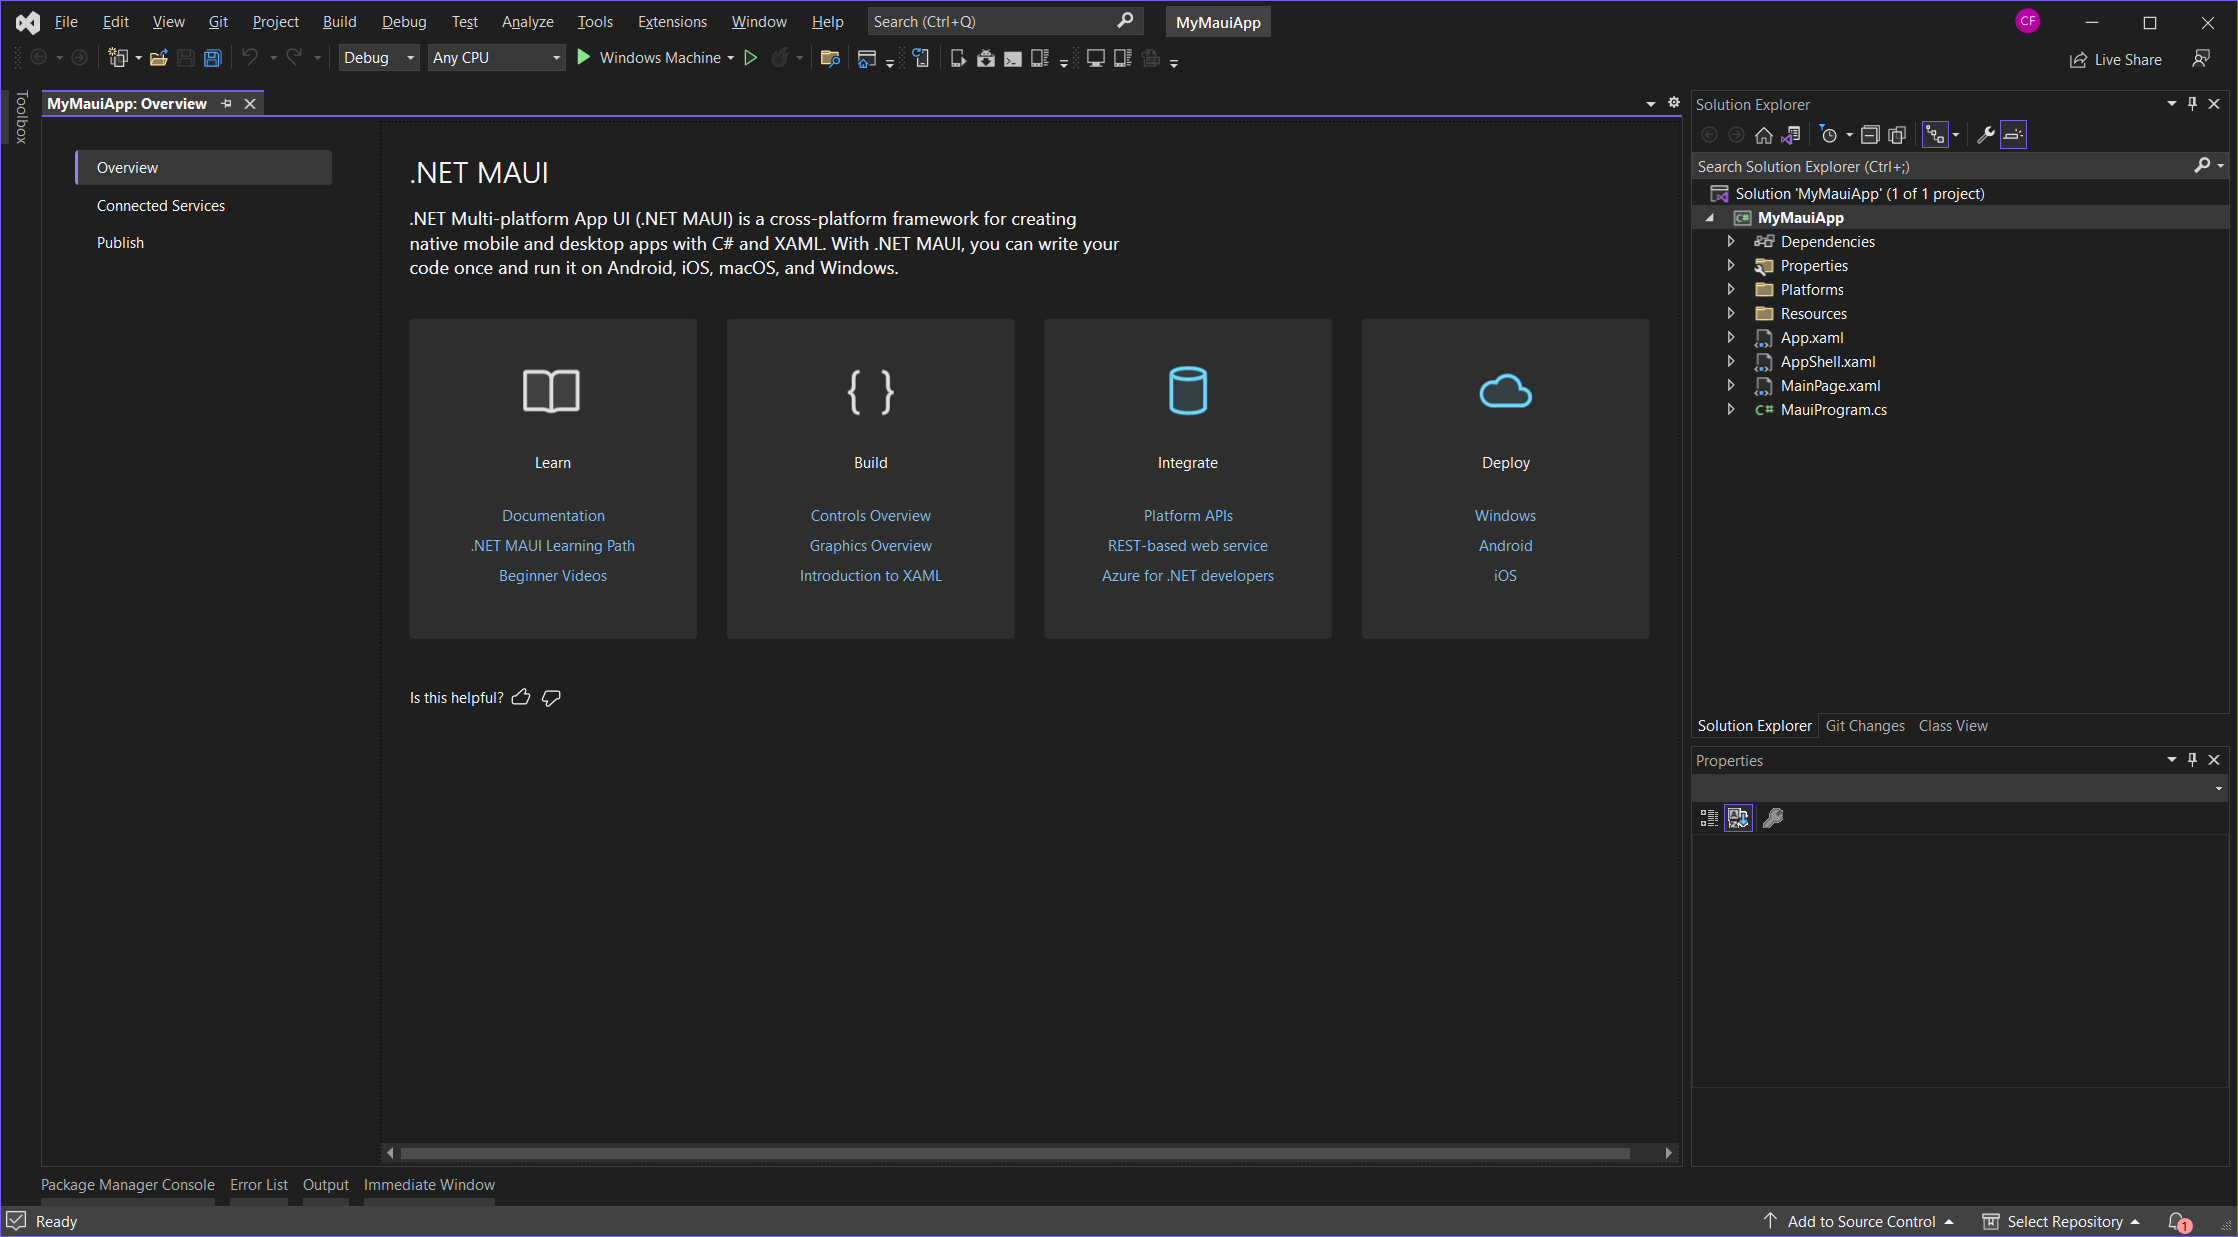 File Edit View Git Project Build Debug Test Analyze Tools Extensions Window Help Search (Ctrl+Q) MyMauiApp CF
Debug Any CPU Windows Machine Live Share
Toolbox
MyMauiApp: Overview
Overview
Connected Services
Publish
.NET MAUI
.NET Multi-platform App UI (.NET MAUI) is a cross-platform framework for creating
native mobile and desktop apps with C# and XAML. With .NET MAUI, you can write your
code once and run it on Android, iOS, macOS, and Windows.
Learn
Documentation
.NET MAUI Learning Path
Beginner Videos
Build
Controls Overview
Graphics Overview
Introduction to XAML
Integrate
Platform APIs
REST-based web service
Azure for .NET developers
Deploy
Windows
Android
iOS
Is this helpful?
Solution Explorer
Search Solution Explorer (Ctrl+;)
Solution 'MyMauiApp' (1 of 1 project)
C# MyMauiApp
Dependencies
Properties
Platforms
Resources
App.xaml
AppShell.xaml
MainPage.xaml
C# MauiProgram.cs
Solution Explorer Git Changes Class View
Properties
Package Manager Console Error List Output Immediate Window
Ready Add to Source Control Select Repository 1